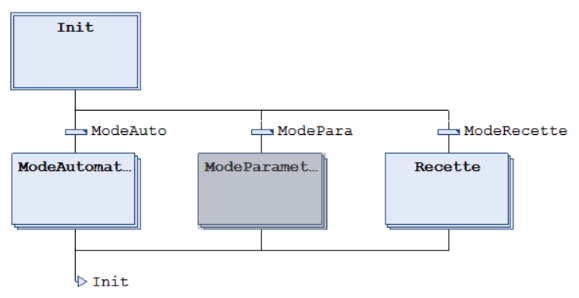 Init
ModeAuto
ModePara
ModeRecette
ModeAutomat...
ModeParamet...
Recette
Init